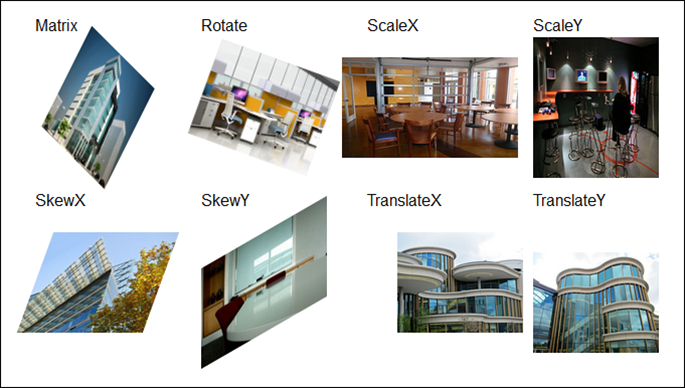 Matrix
Rotate
ScaleX
ScaleY
SkewX
SkewY
TranslateX
TranslateY